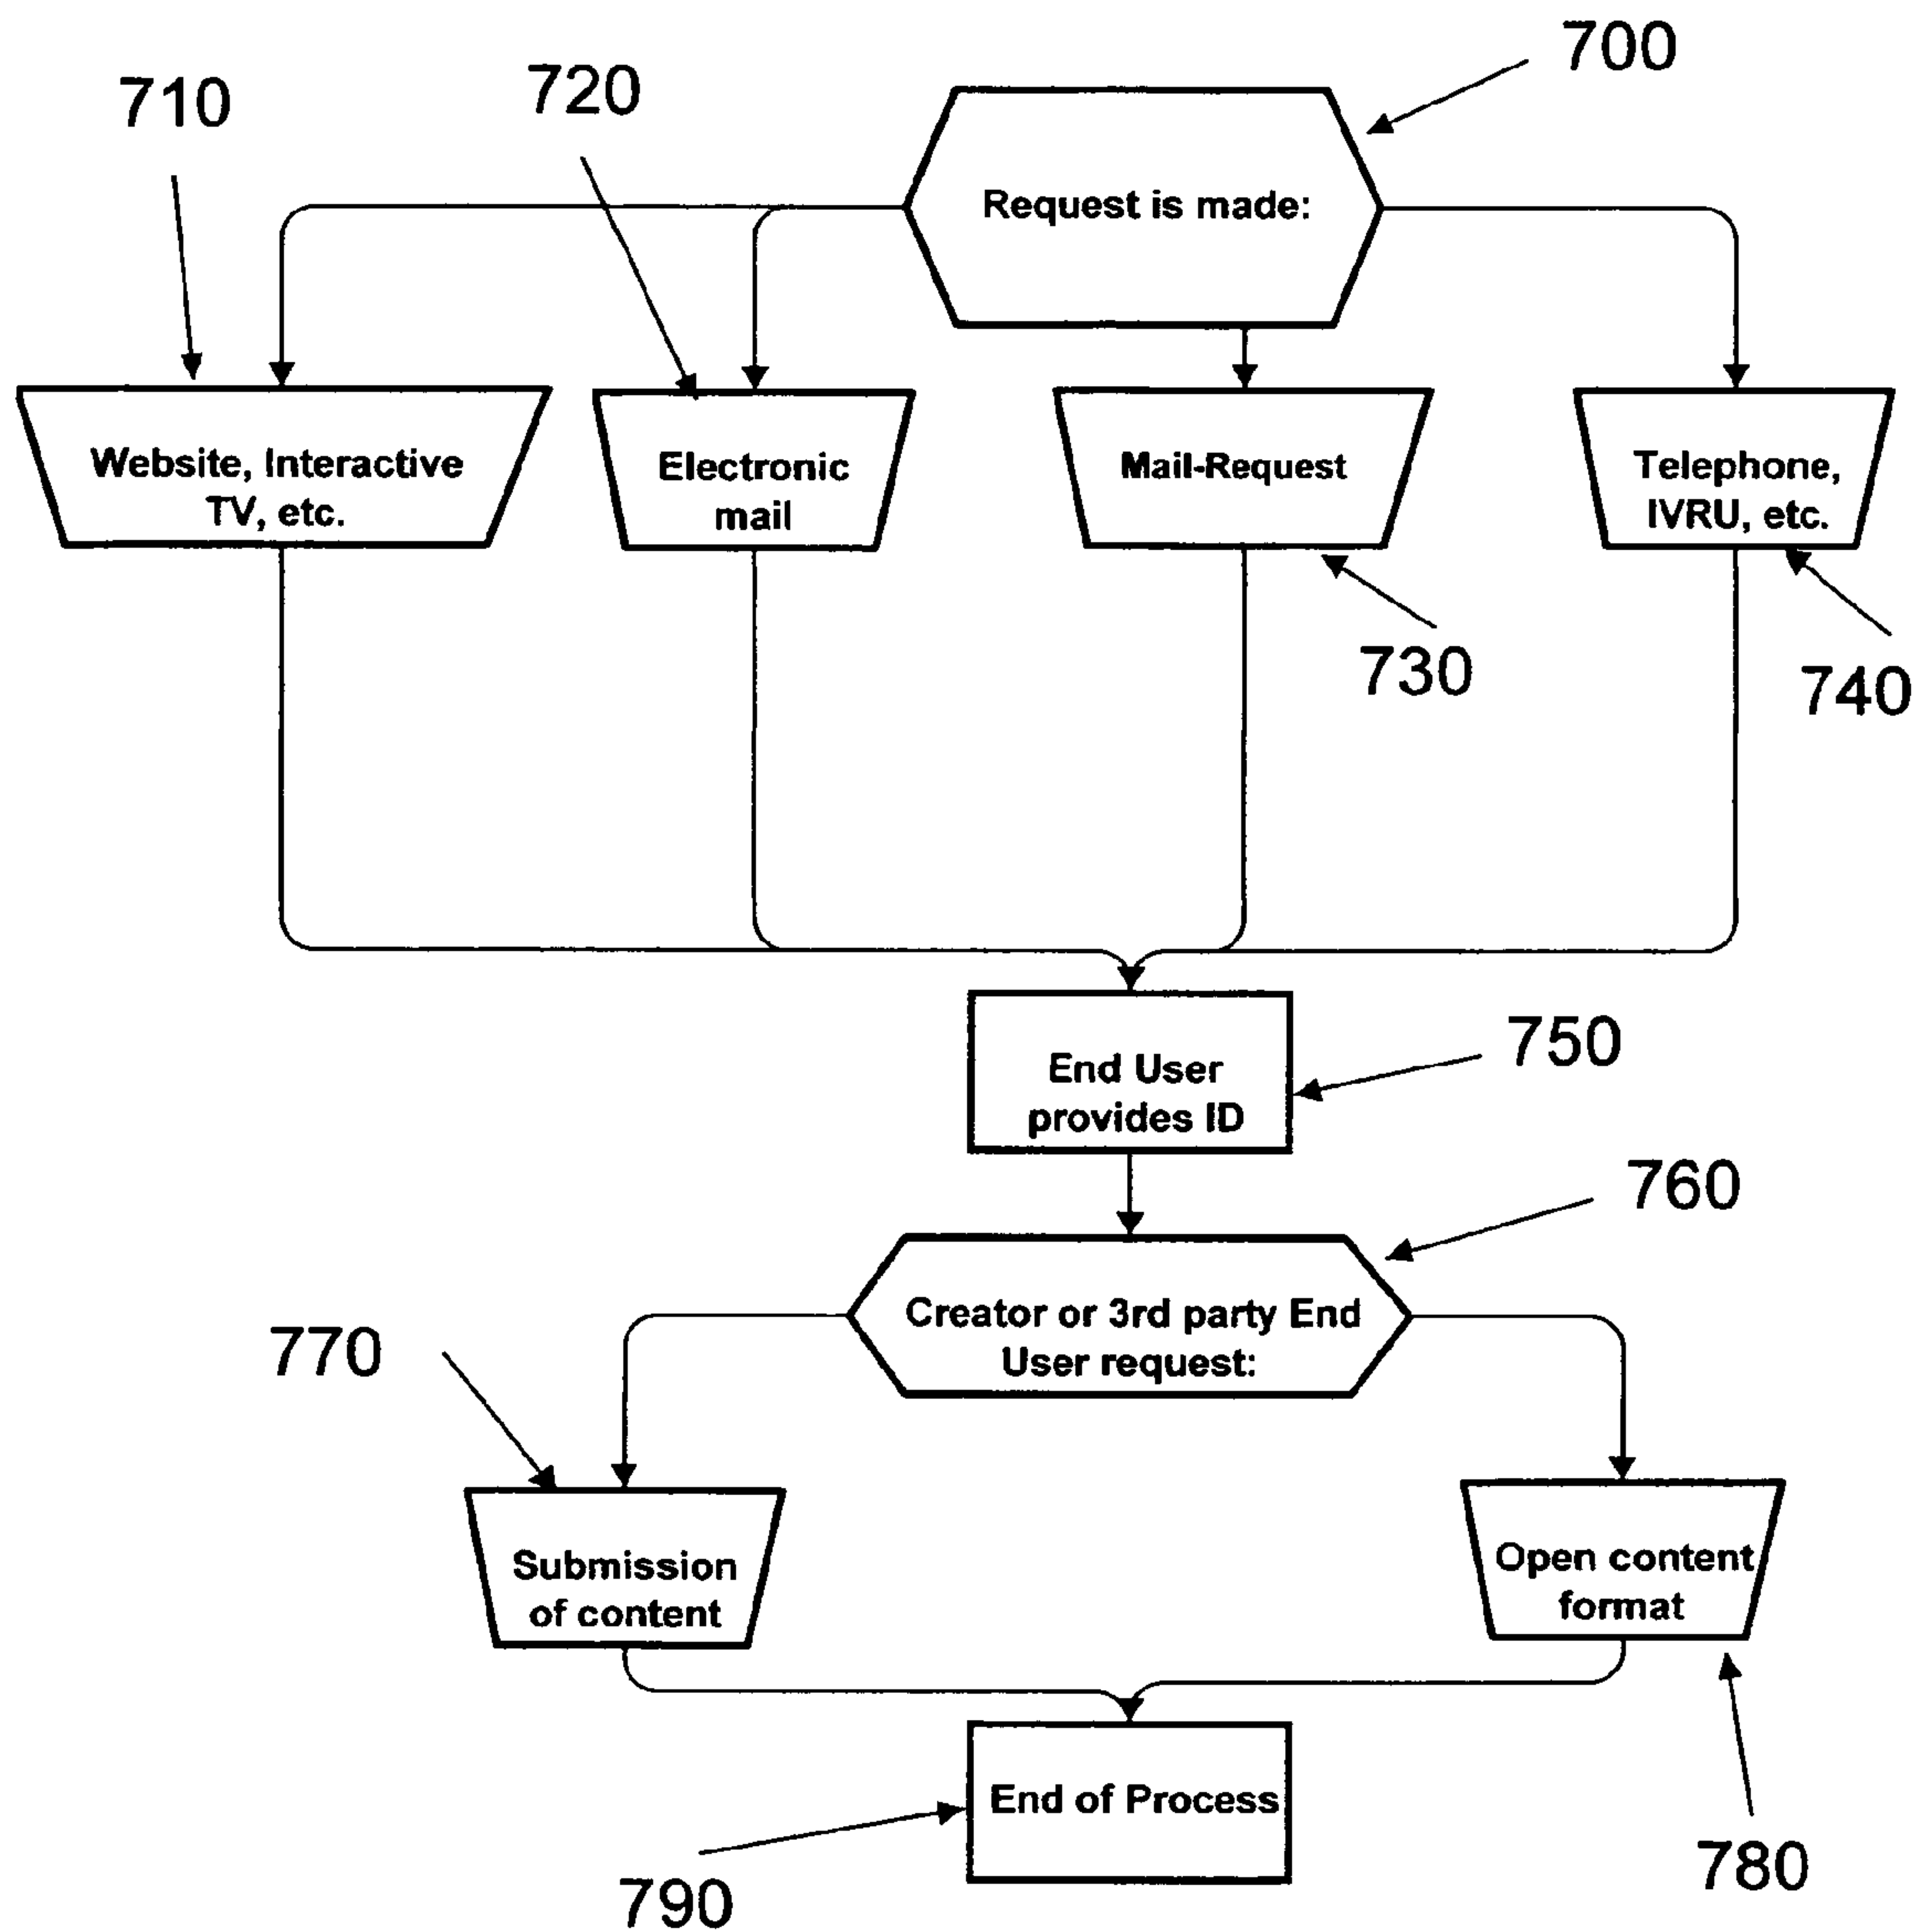 700
710
720
Request is made:
Website, Interactive
TV, etc.
Electronic
mail
Mail-Request
Telephone,
IVRU, etc.
730
740
End User
provides ID
750
760
Creator or 3rd party End
User request:
770
Submission
of content
Open content
format
End of Process
780
790